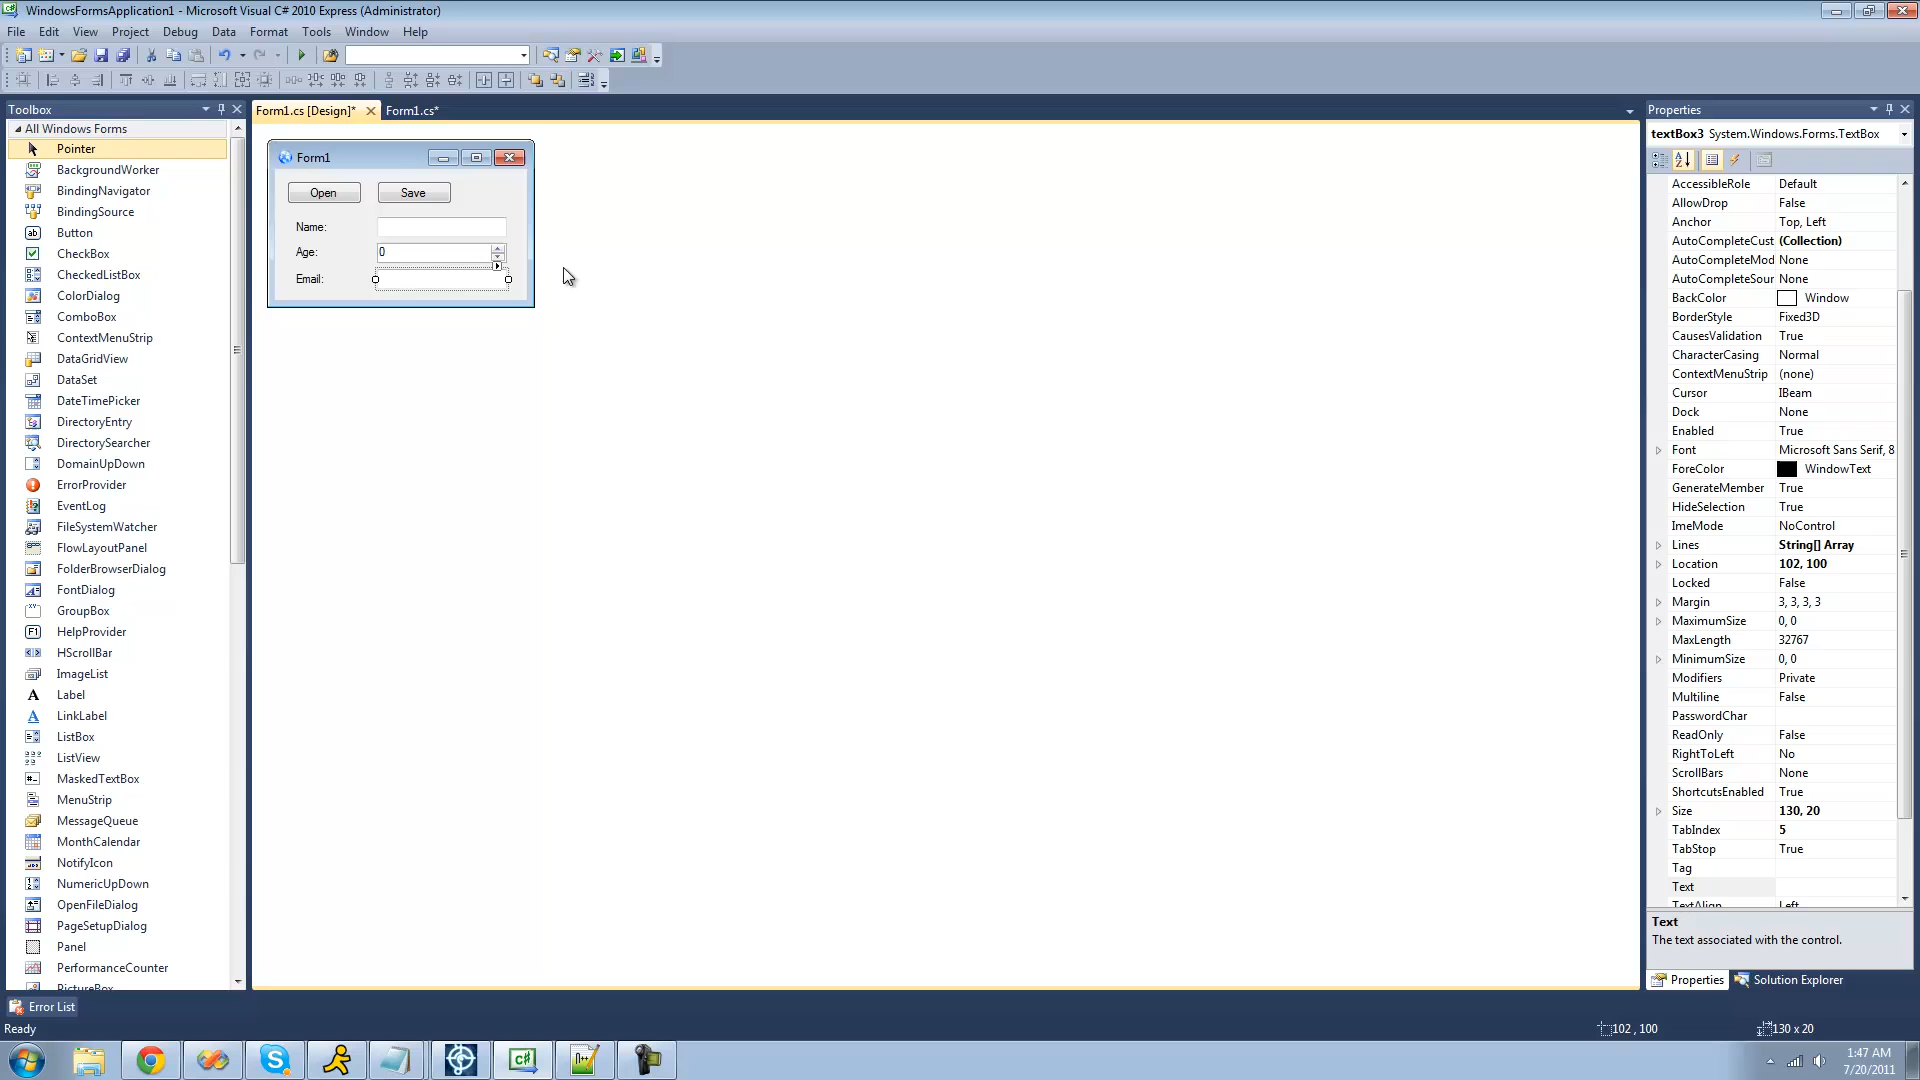 WindowsFormsApplication1 - Microsoft Visual C# 2010 Express (Administrator)
File Edit View Project Debug Data Format Tools Window Help
Toolbox
All Windows Forms
Pointer
BackgroundWorker
BindingNavigator
BindingSource
Button
CheckBox
CheckedListBox
ColorDialog
ComboBox
ContextMenuStrip
DataGridView
DataSet
DateTimePicker
DirectoryEntry
DirectorySearcher
DomainUpDown
ErrorProvider
EventLog
FileSystemWatcher
FlowLayoutPanel
FolderBrowserDialog
FontDialog
GroupBox
HelpProvider
HScrollBar
ImageList
Label
LinkLabel
ListBox
ListView
MaskedTextBox
MenuStrip
MessageQueue
MonthCalendar
NotifyIcon
NumericUpDown
OpenFileDialog
PageSetupDialog
Panel
PerformanceCounter
PictureBox
Form1.cs [Design]* Form1.cs*
Form1
Open Save
Name:
Age: 0
Email:
Properties
textBox3 System.Windows.Forms.TextBox
AccessibleRole Default
AllowDrop False
Anchor Top, Left
AutoCompleteCust (Collection)
AutoCompleteMod None
AutoCompleteSour None
BackColor Window
BorderStyle Fixed3D
CausesValidation True
CharacterCasing Normal
ContextMenuStrip (none)
Cursor IBeam
Dock None
Enabled True
Font Microsoft Sans Serif, 8
ForeColor WindowText
GenerateMember True
HideSelection True
ImeMode NoControl
Lines String[] Array
Location 102, 100
Locked False
Margin 3, 3, 3, 3
MaximumSize 0, 0
MaxLength 32767
MinimumSize 0, 0
Modifiers Private
Multiline False
PasswordChar
ReadOnly False
RightToLeft No
ScrollBars None
ShortcutsEnabled True
Size 130, 20
TabIndex 5
TabStop True
Tag
Text
TextAlign Left
Text
The text associated with the control.
Properties Solution Explorer
Error List
Ready 102 , 100 130 x 20
1:47 AM
7/20/2011